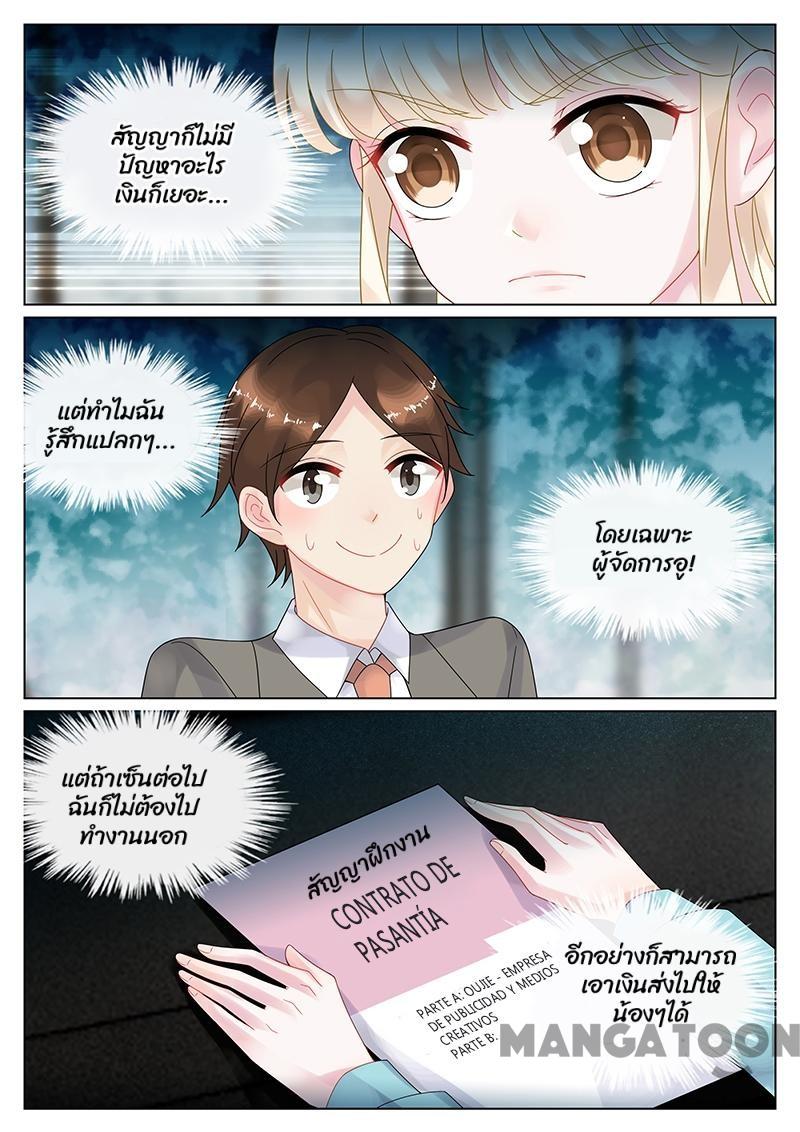 สัญญาก็ไม่มี
ปัญหาอะไร
เงินก็เยอะ...
แต่ทำไมฉัน
รู้สึกแปลกๆ...
โดยเฉพาะ
ผู้จัดการอู!
แต่ถ้าเซ็นต่อไป
ฉันก็ไม่ต้องไป
ทำงานนอก
สัญญาฝึกงาน
CONTRATO DE
PASANTÍA
PARTE A: OUJIE - EMPRESA
DE PUBLICIDAD Y MEDIOS
CREATIVOS
PARTE B:
อีกอย่างก็สามารถ
เอาเงินส่งไปให้
น้องๆได้
MANGATOON